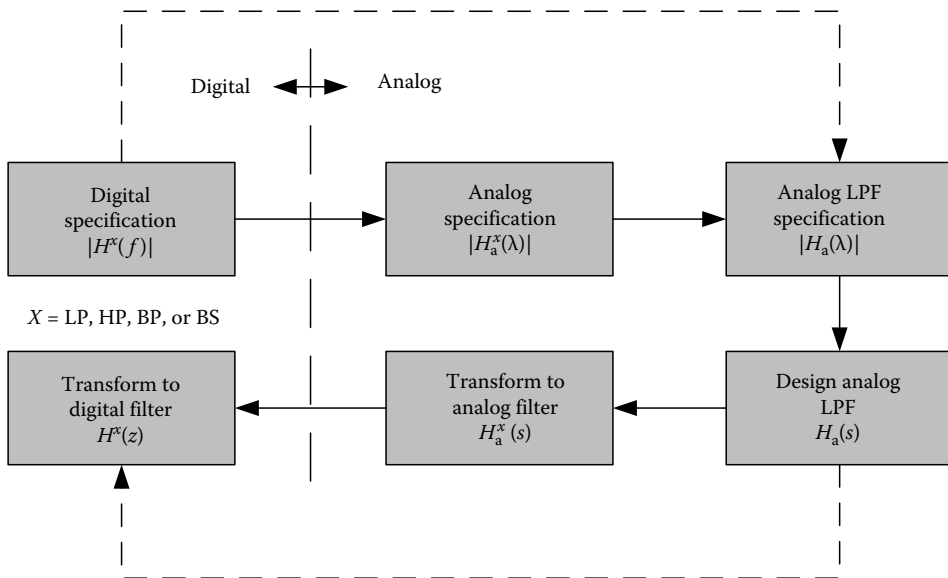 Digital
Analog
Digital
specification
|H^x(f)|
Analog
specification
|H_a^x(λ)|
Analog LPF
specification
|H_a(λ)|
X = LP, HP, BP, or BS
Transform to
digital filter
H^x(z)
Transform to
analog filter
H_a^x (s)
Design analog
LPF
H_a(s)